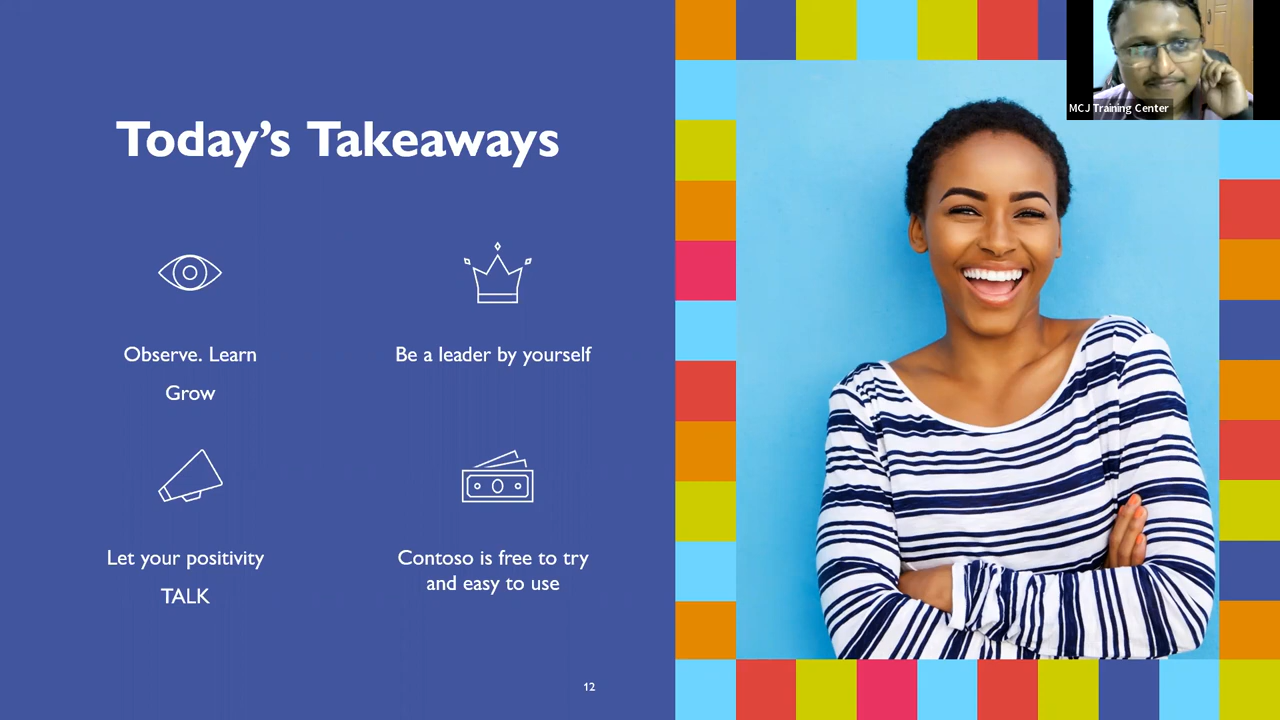 Today's Takeaways
Observe. Learn
Grow
Be a leader by yourself
Let your positivity
TALK
Contoso is free to try
and easy to use
12
MCJ Training Center